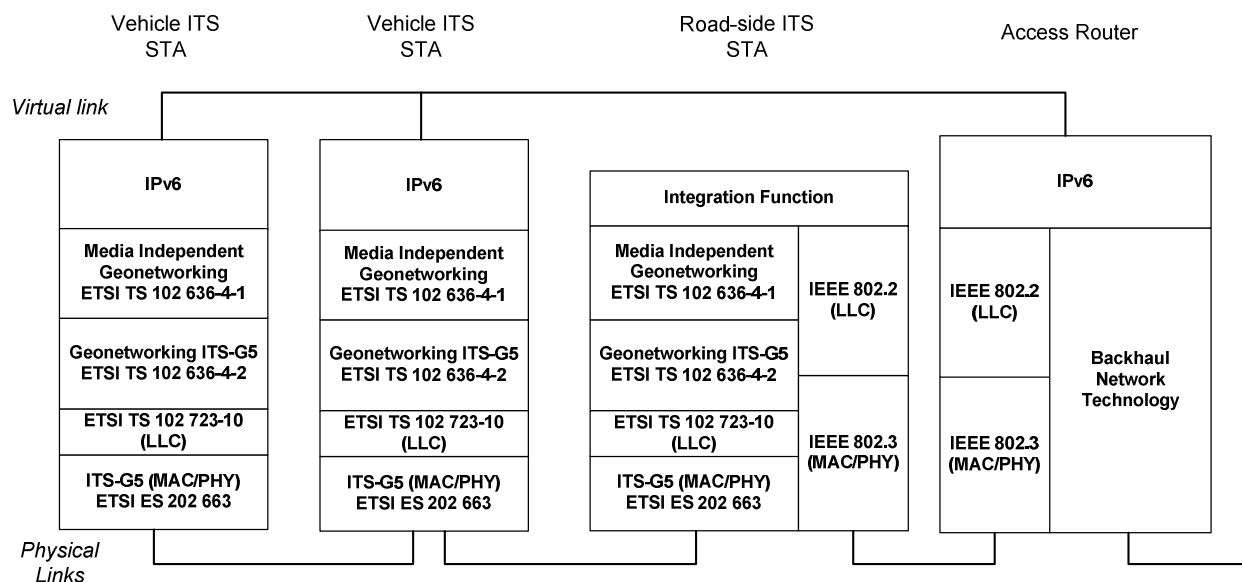 Vehicle ITS
STA
Vehicle ITS
STA
Road-side ITS
STA
Access Router
Virtual link
IPv6
Media Independent
Geonetworking
ETSI TS 102 636-4-1
Geonetworking ITS-G5
ETSI TS 102 636-4-2
ETSI TS 102 723-10
(LLC)
ITS-G5 (MAC/PHY)
ETSI ES 202 663
IPv6
Media Independent
Geonetworking
ETSI TS 102 636-4-1
Geonetworking ITS-G5
ETSI TS 102 636-4-2
ETSI TS 102 723-10
(LLC)
ITS-G5 (MAC/PHY)
ETSI ES 202 663
Integration Function
Media Independent
Geonetworking
ETSI TS 102 636-4-1
Geonetworking ITS-G5
ETSI TS 102 636-4-2
ETSI TS 102 723-10
(LLC)
ITS-G5 (MAC/PHY)
ETSI ES 202 663
IEEE 802.2
(LLC)
IEEE 802.3
(MAC/PHY)
IPv6
IEEE 802.2
(LLC)
IEEE 802.3
(MAC/PHY)
Backhaul
Network
Technology
Physical
Links